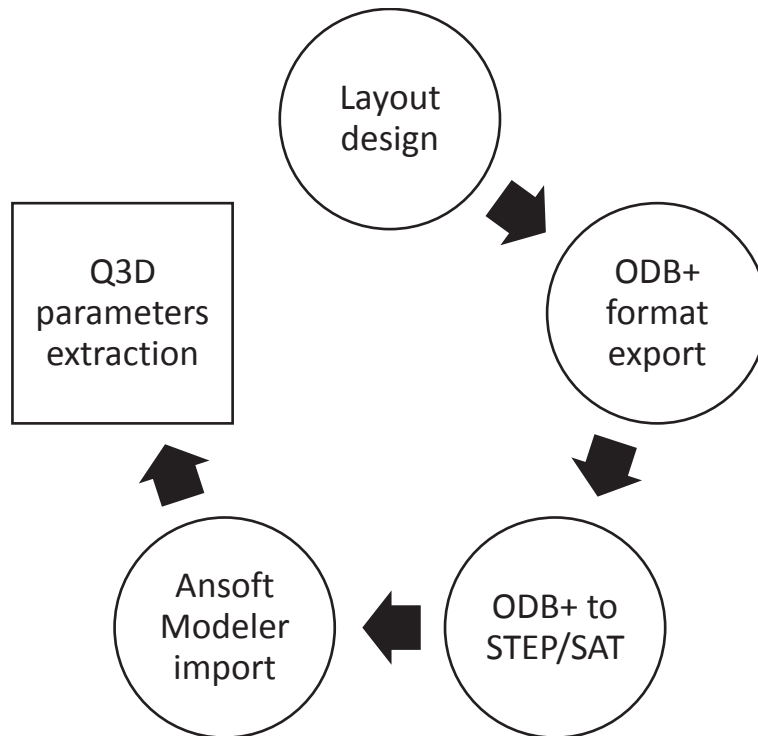 Layout
design
ODB+
format
export
ODB+ to
STEP/SAT
Ansoft
Modeler
import
Q3D
parameters
extraction